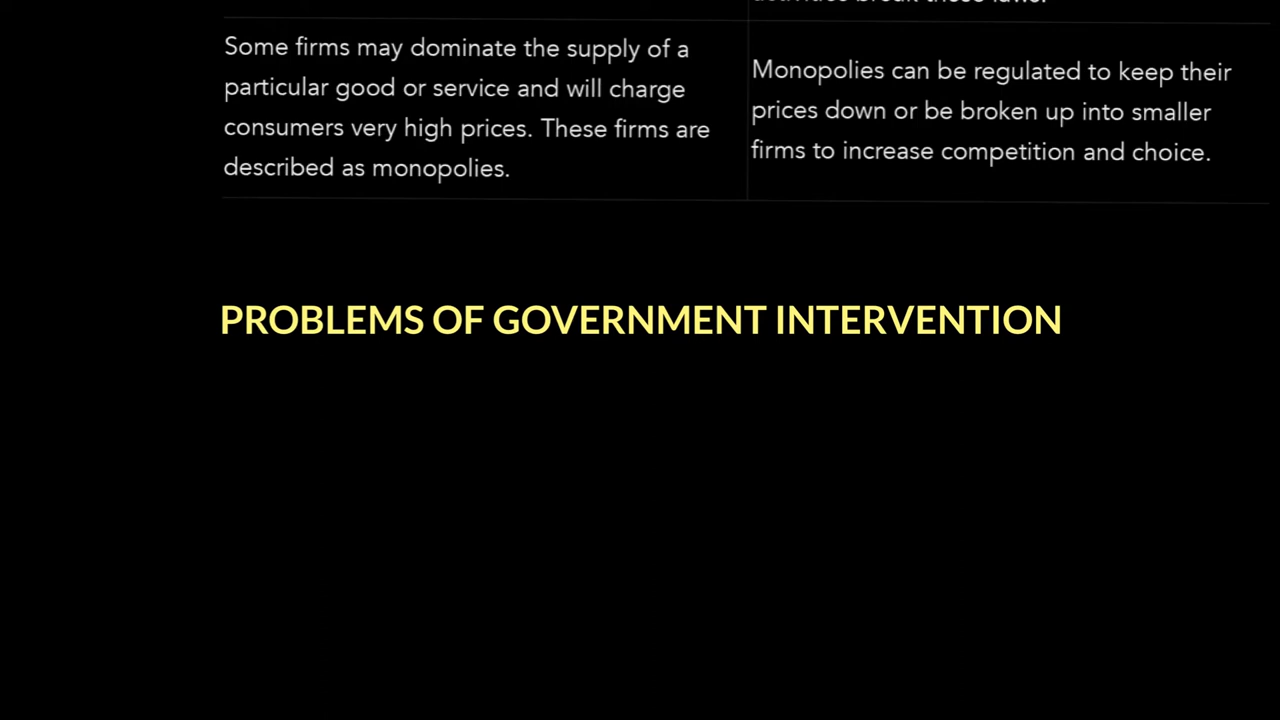 Some firms may dominate the supply of a
particular good or service and will charge
consumers very high prices. These firms are
described as monopolies.
Monopolies can be regulated to keep their
prices down or be broken up into smaller
firms to increase competition and choice.
PROBLEMS OF GOVERNMENT INTERVENTION